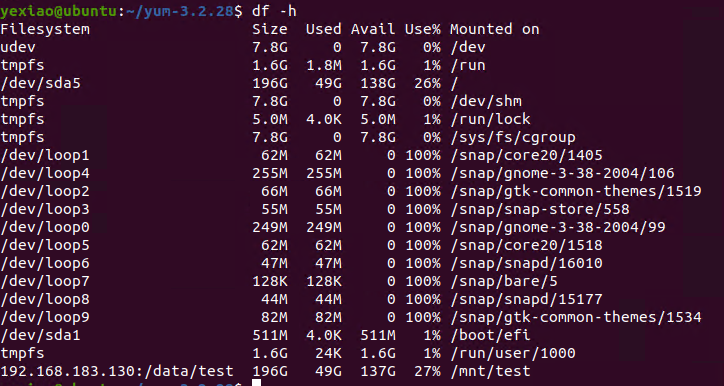 yexiao@ubuntu:~/yum-3.2.28$ df -h
Filesystem Size Used Avail Use% Mounted on
udev 7.8G 0 7.8G 0% /dev
tmpfs 1.6G 1.8M 1.6G 1% /run
/dev/sda5 196G 49G 138G 26% /
tmpfs 7.8G 0 7.8G 0% /dev/shm
tmpfs 5.0M 4.0K 5.0M 1% /run/lock
tmpfs 7.8G 0 7.8G 0% /sys/fs/cgroup
/dev/loop1 62M 62M 0 100% /snap/core20/1405
/dev/loop4 255M 255M 0 100% /snap/gnome-3-38-2004/106
/dev/loop2 66M 66M 0 100% /snap/gtk-common-themes/1519
/dev/loop3 55M 55M 0 100% /snap/snap-store/558
/dev/loop0 249M 249M 0 100% /snap/gnome-3-38-2004/99
/dev/loop5 62M 62M 0 100% /snap/core20/1518
/dev/loop6 47M 47M 0 100% /snap/snapd/16010
/dev/loop7 128K 128K 0 100% /snap/bare/5
/dev/loop8 44M 44M 0 100% /snap/snapd/15177
/dev/loop9 82M 82M 0 100% /snap/gtk-common-themes/1534
/dev/sda1 511M 4.0K 511M 1% /boot/efi
tmpfs 1.6G 24K 1.6G 1% /run/user/1000
192.168.183.130:/data/test 196G 49G 137G 27% /mnt/test
yexiao@ubuntu:~/yum-3.2.28$